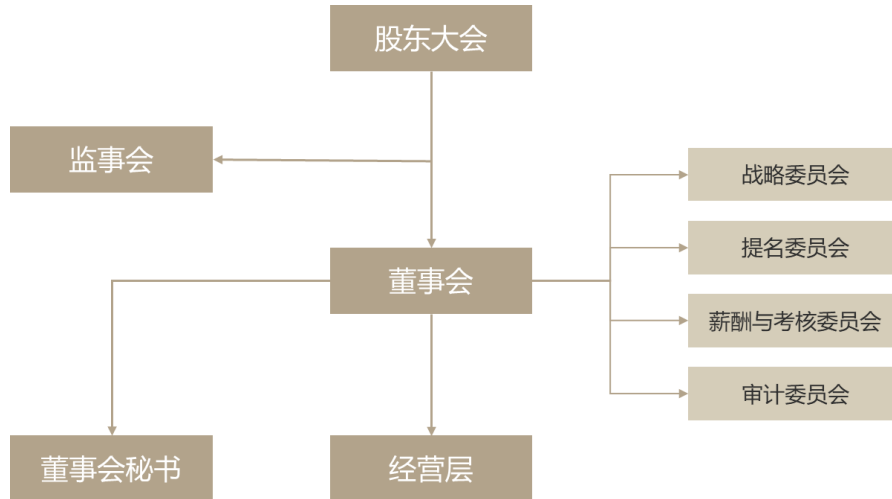 股东大会
监事会
战略委员会
提名委员会
董事会
薪酬与考核委员会
审计委员会
董事会秘书
经营层